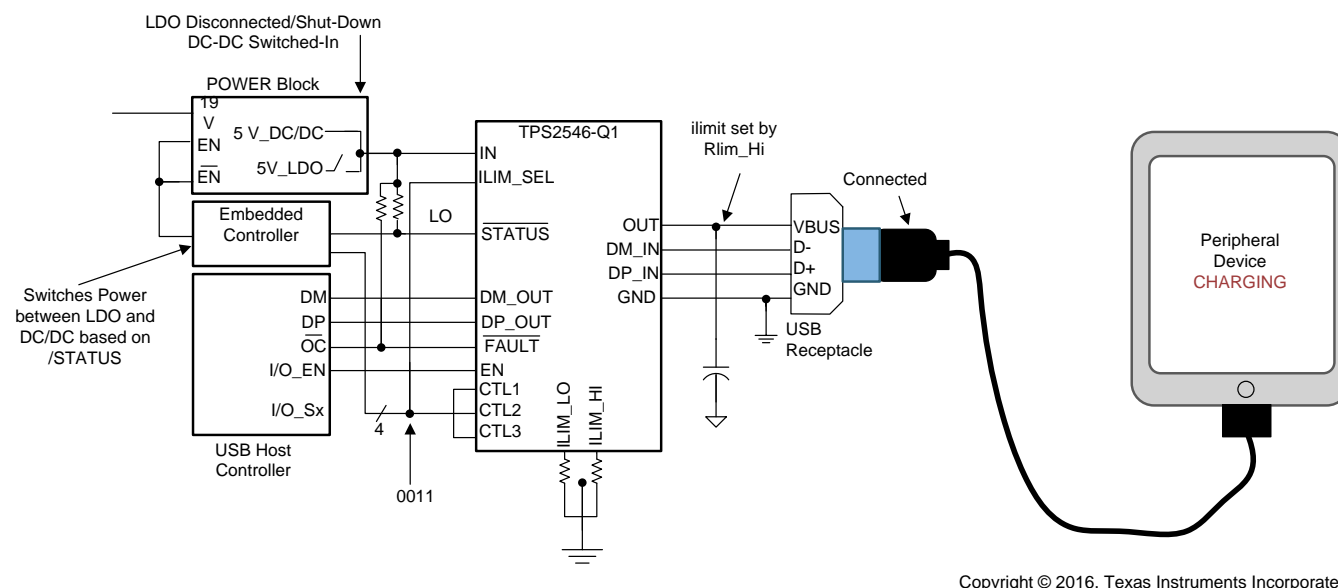 LDO Disconnected/Shut-Down
DC-DC Switched-In
POWER Block
19
V
EN
EN
5 V_DC/DC
5V_LDO
Embedded
Controller
Switches Power
between LDO and
DC/DC based on
/STATUS
DM
DP
OC
I/O_EN
I/O_Sx
USB Host
Controller
4
0011
LO
TPS2546-Q1
IN
ILIM_SEL
STATUS
DM_OUT
DP_OUT
FAULT
EN
CTL1
CTL2
CTL3
ILIM_LO
ILIM_HI
OUT
DM_IN
DP_IN
GND
ilimit set by
Rlim_Hi
VBUS
D-
D+
GND
USB
Receptacle
Connected
Peripheral
Device
CHARGING
Copyright © 2016, Texas Instruments Incorporate